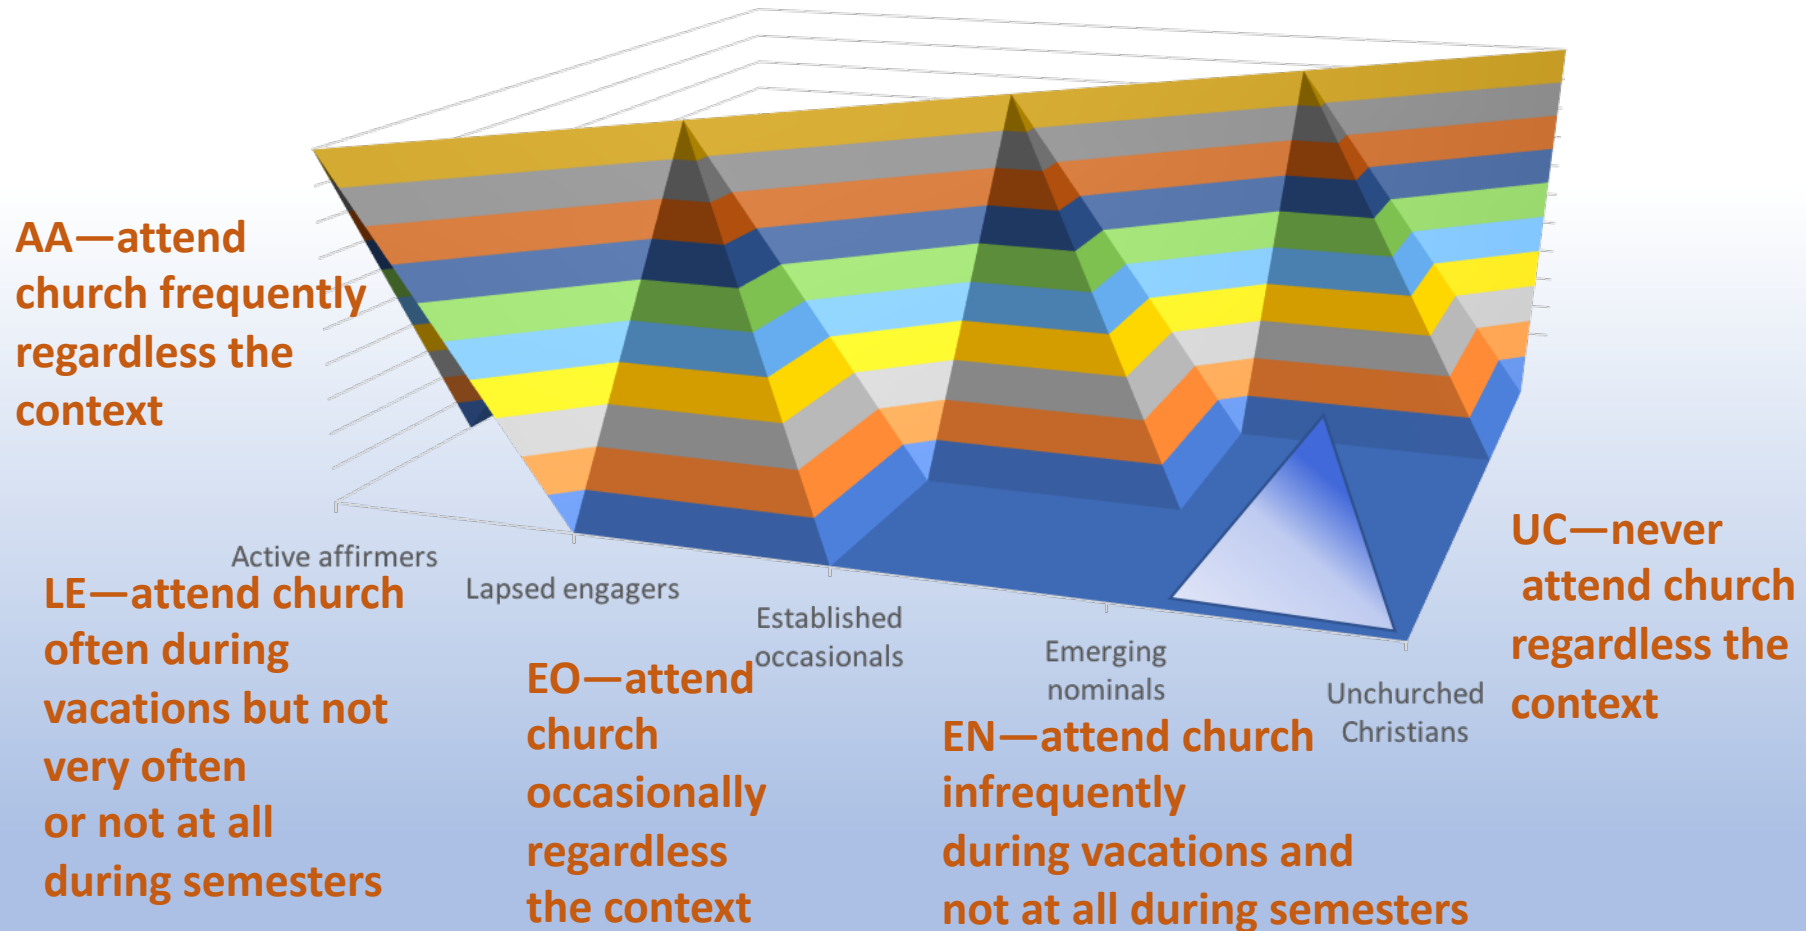 AA—attend
church frequently
regardless the
context
Active affirmers
Lapsed engagers
Established
occasionals
Emerging
nominals
Unchurched
Christians
LE—attend church
often during
vacations but not
very often
or not at all
during semesters
EO—attend
church
occasionally
regardless
the context
EN—attend church
infrequently
during vacations and
not at all during semesters
UC—never
attend church
regardless the
context